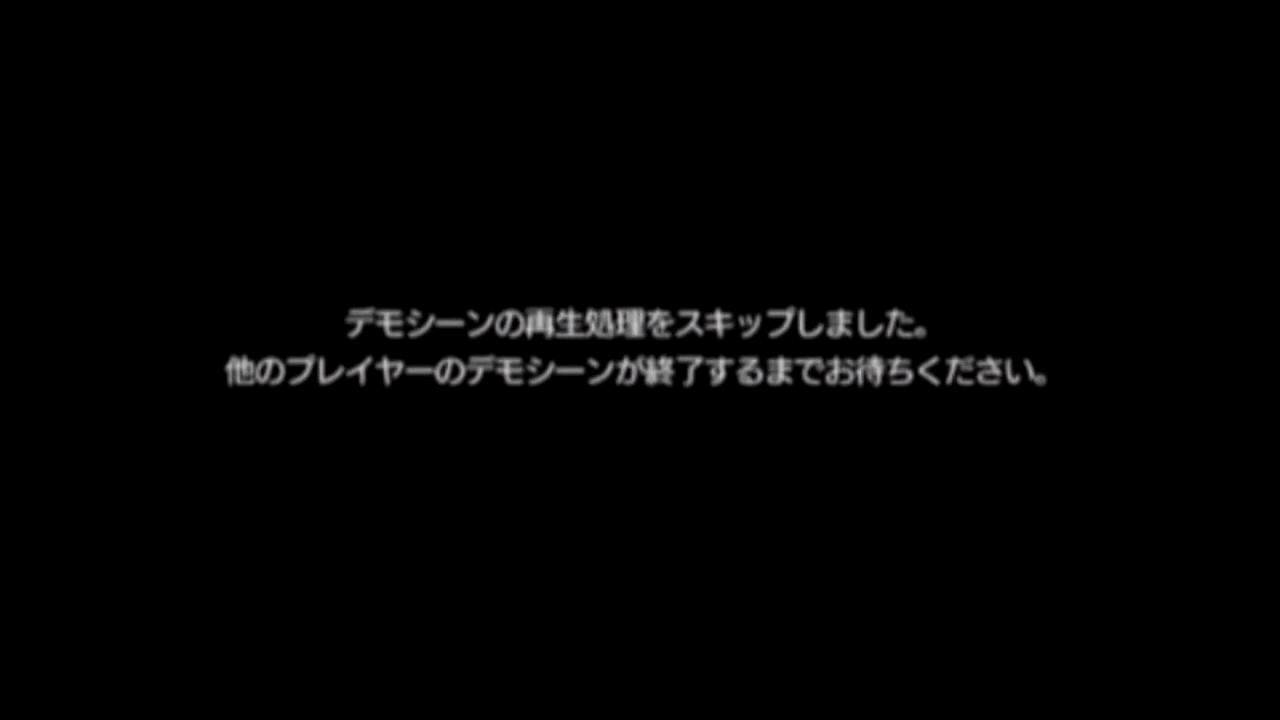 デモシーンの再生処理をスキップしました。
他のプレイヤーのデモシーンが終了するまでお待ちください。